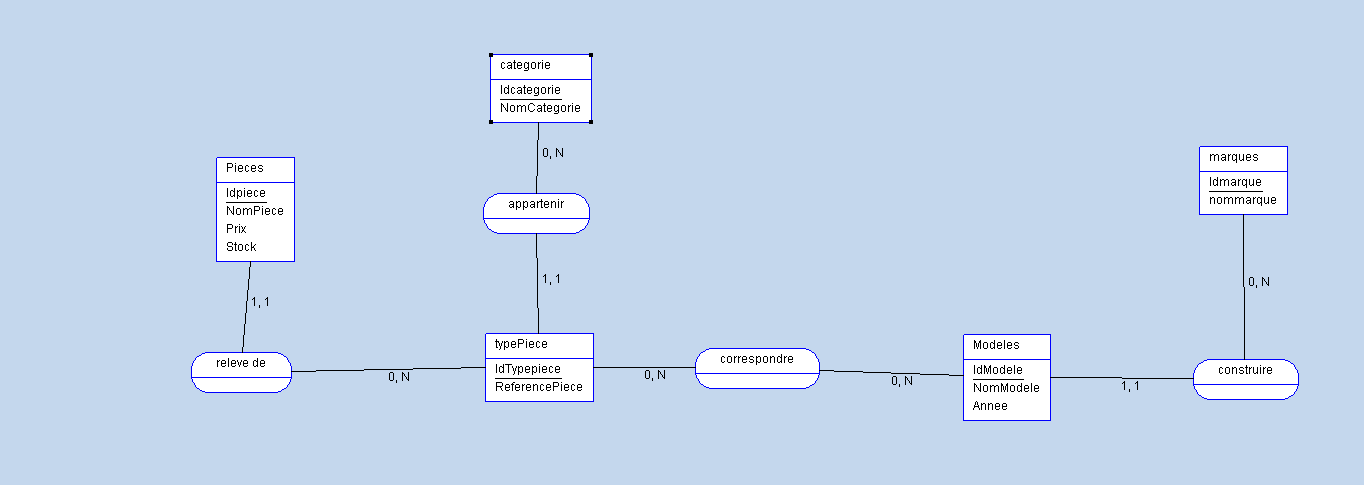 categorie
Idcategorie
NomCategorie
0, N
appartenir
1, 1
Pieces
Idpiece
NomPiece
Prix
Stock
1, 1
releve de
0, N
typePiece
IdTypepiece
ReferencePiece
0, N
correspondre
0, N
Modeles
IdModele
NomModele
Annee
1, 1
construire
0, N
marques
Idmarque
nommarque